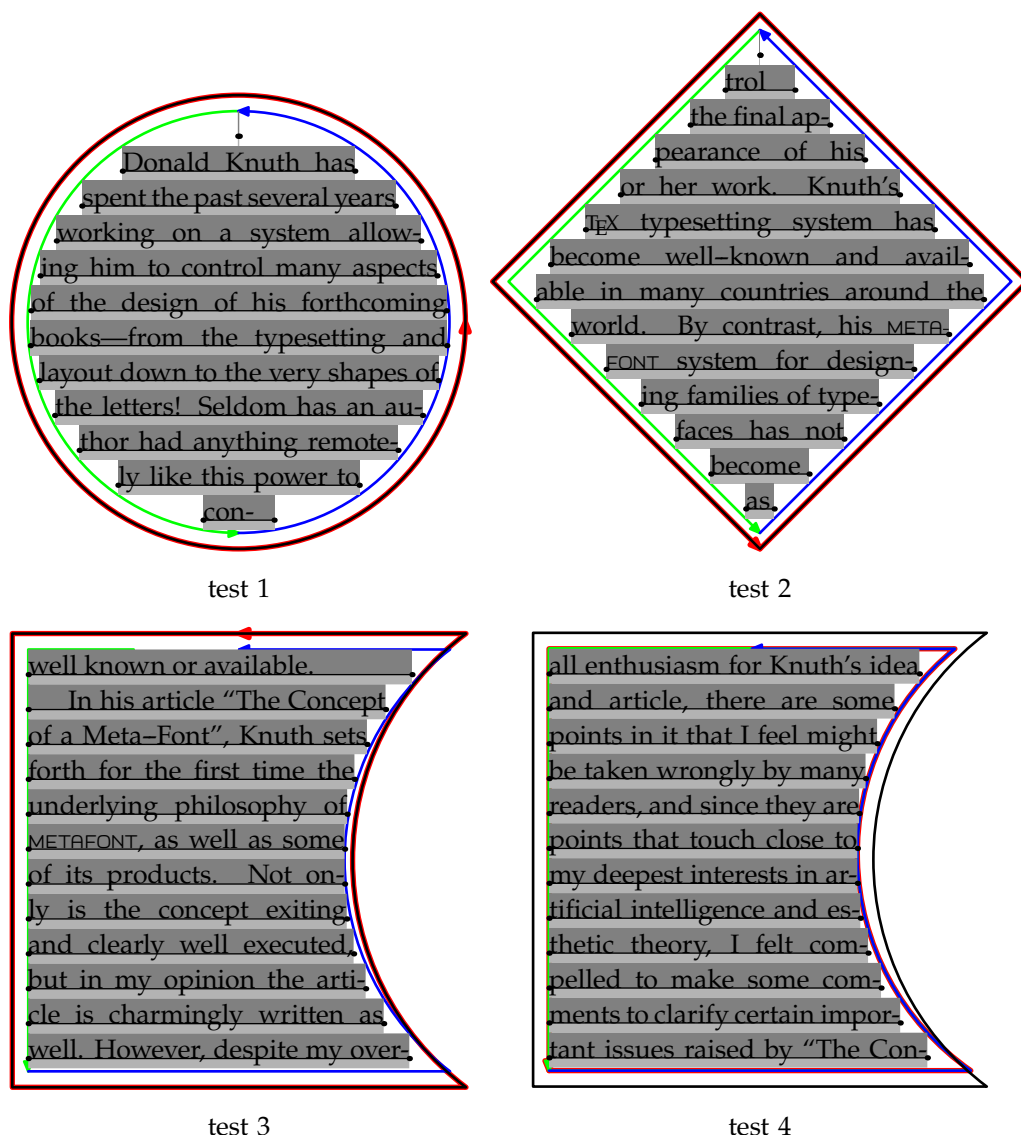 Donald Knuth has
spent the past several years
working on a system allow-
ing him to control many aspects
of the design of his forthcoming
books—from the typesetting and
layout down to the very shapes of
the letters! Seldom has an au-
thor had anything remote-
ly like this power to
con-
test 1
trol
the final ap-
pearance of his
or her work. Knuth's
TEX typesetting system has
become well–known and avail-
able in many countries around the
world. By contrast, his META-
FONT system for design-
ing families of type-
faces has not
become
as
test 2
well known or available.
In his article “The Concept
of a Meta–Font”, Knuth sets
forth for the first time the
underlying philosophy of
METAFONT, as well as some
of its products. Not on-
ly is the concept exiting
and clearly well executed,
but in my opinion the arti-
cle is charmingly written as
well. However, despite my over-
test 3
all enthusiasm for Knuth's idea
and article, there are some
points in it that I feel might
be taken wrongly by many
readers, and since they are
points that touch close to
my deepest interests in ar-
tificial intelligence and es-
thetic theory, I felt com-
pelled to make some com-
ments to clarify certain impor-
tant issues raised by “The Con-
test 4